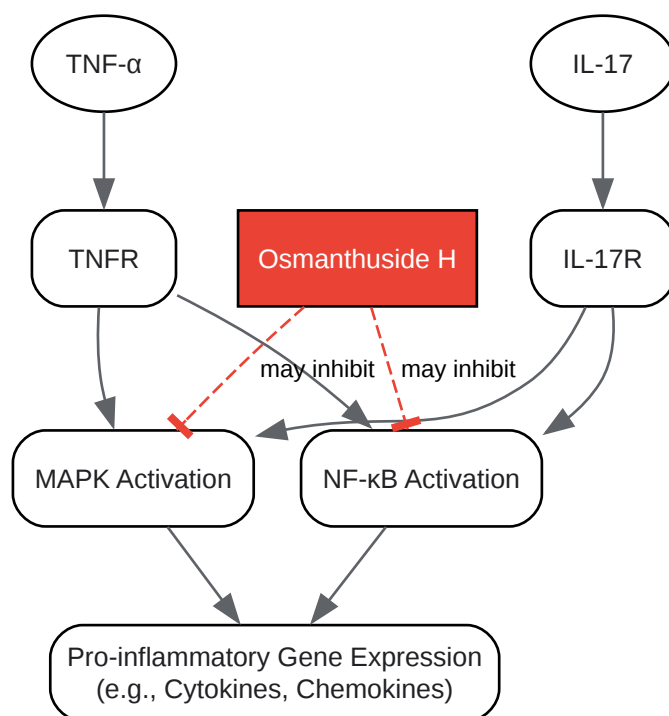 TNF-α
IL-17
TNFR
Osmanthuside H
IL-17R
may inhibit
may inhibit
MAPK Activation
NF-κB Activation
Pro-inflammatory Gene Expression
(e.g., Cytokines, Chemokines)